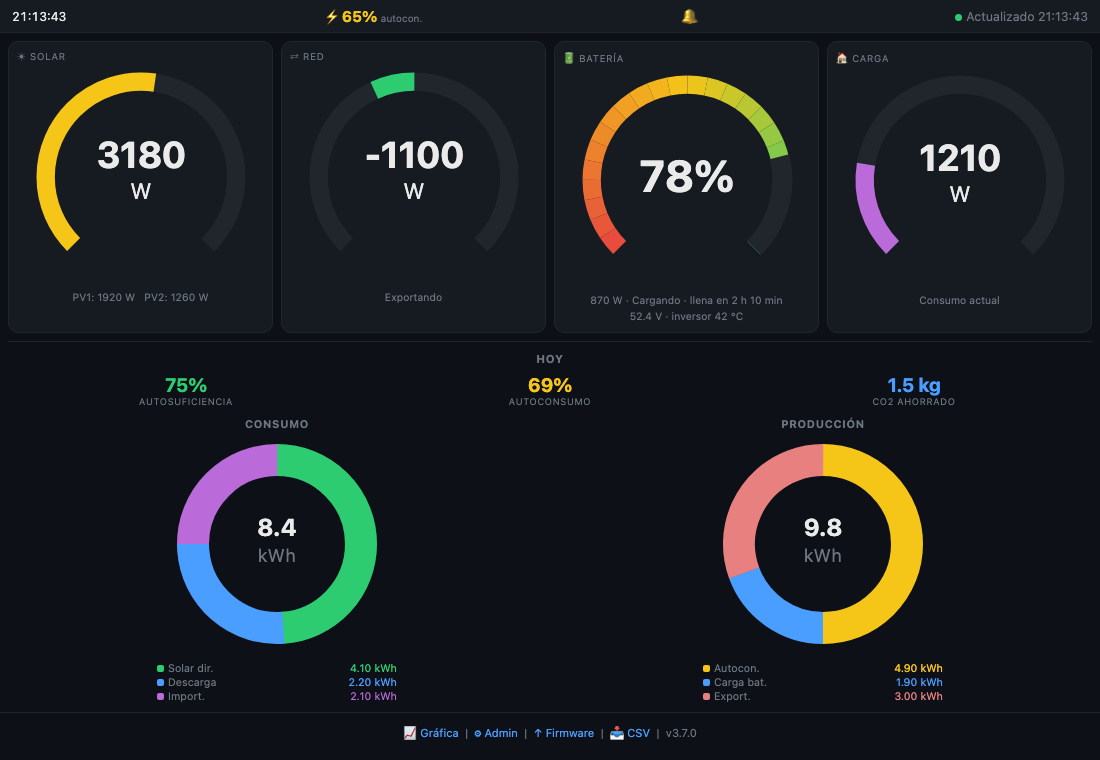 21:13:43
⚡65% autocon.
🔔
Actualizado 21:13:43
☀ SOLAR
3180
W
PV1: 1920 W PV2: 1260 W
⇄ RED
-1100
W
Exportando
🔋 BATERÍA
78%
870 W · Cargando · llena en 2 h 10 min
52.4 V · inversor 42 °C
🏠 CARGA
1210
W
Consumo actual
HOY
75%
AUTOSUFICIENCIA
69%
AUTOCONSUMO
1.5 kg
CO2 AHORRADO
CONSUMO
8.4
kWh
Solar dir. 4.10 kWh
Descarga 2.20 kWh
Import. 2.10 kWh
PRODUCCIÓN
9.8
kWh
Autocon. 4.90 kWh
Carga bat. 1.90 kWh
Export. 3.00 kWh
📈 Gráfica | ⚙ Admin | ↑ Firmware | 📥 CSV | v3.7.0